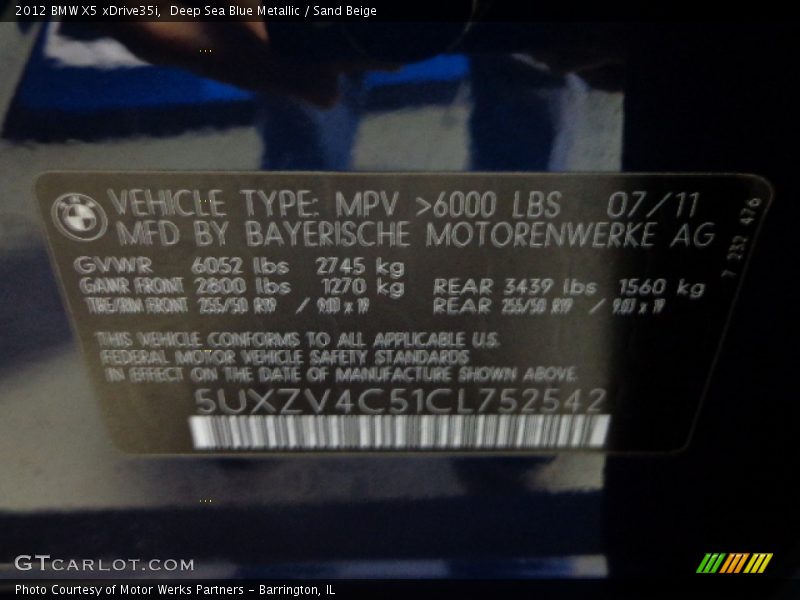 2012 BMW X5 xDrive35i, Deep Sea Blue Metallic / Sand Beige
VEHICLE TYPE: MPV >6000 LBS 07/11
MFD BY BAYERISCHE MOTORENWERKE AG
7 232 476
GVWR 6052 lbs 2745 kg
GAWR FRONT 2800 lbs 1270 kg REAR 3439 lbs 1560 kg
TIRE/RIM FRONT 255/50 R19 / 9.0J x 19 REAR 255/50 R19 / 9.0J x 19
THIS VEHICLE CONFORMS TO ALL APPLICABLE U.S.
FEDERAL MOTOR VEHICLE SAFETY STANDARDS
IN EFFECT ON THE DATE OF MANUFACTURE SHOWN ABOVE.
5UXZV4C51CL752542
GTCARLOT.COM
Photo Courtesy of Motor Werks Partners - Barrington, IL